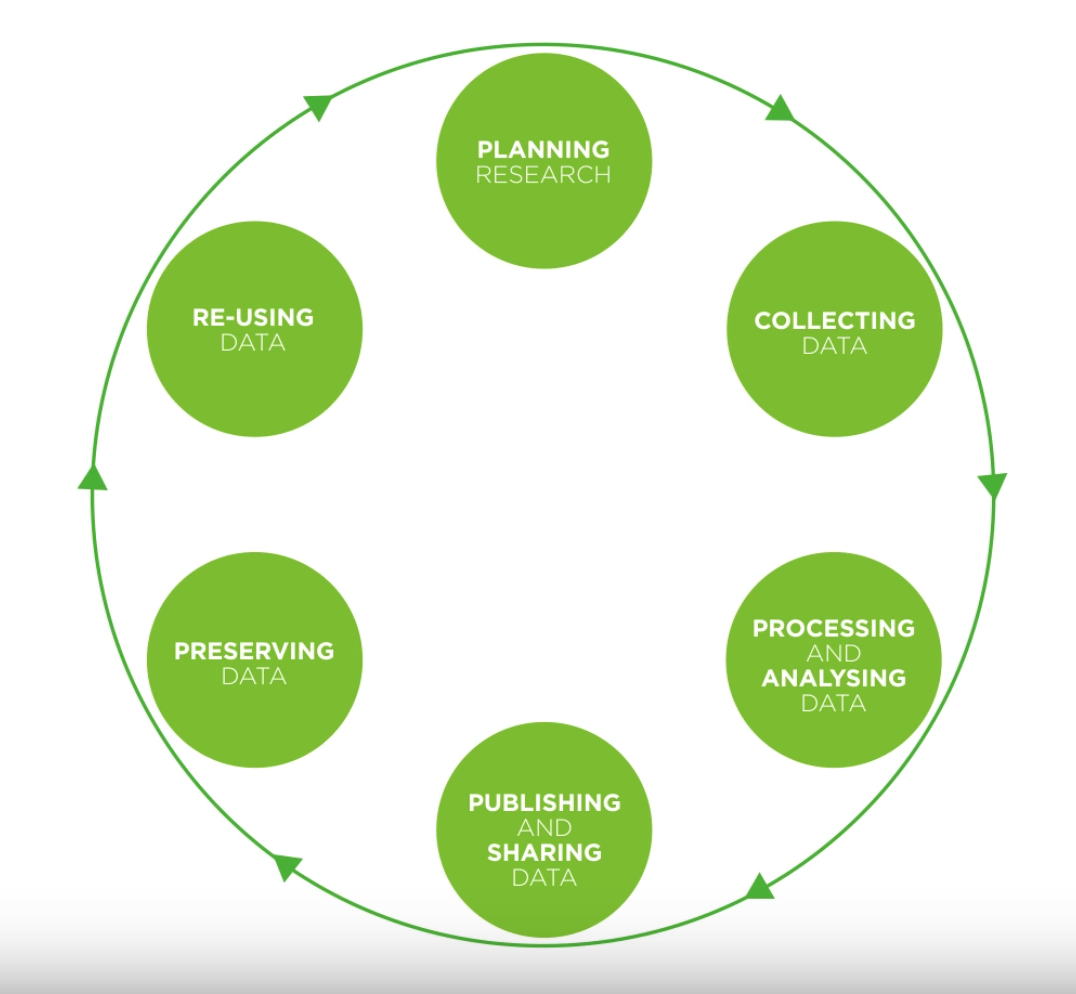 PLANNING
RESEARCH
COLLECTING
DATA
PROCESSING
AND
ANALYSING
DATA
PUBLISHING
AND
SHARING
DATA
PRESERVING
DATA
RE-USING
DATA